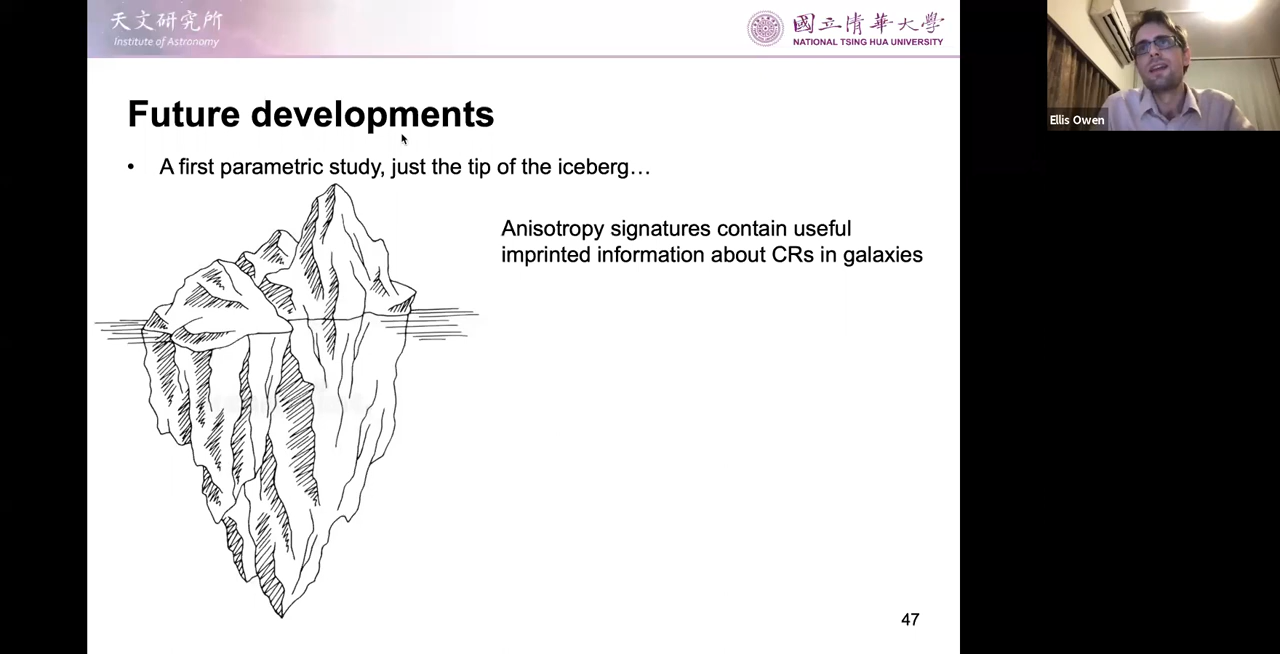 天文研究所
Institute of Astronomy
國立清華大學
NATIONAL TSING HUA UNIVERSITY
Ellis Owen
Future developments
• A first parametric study, just the tip of the iceberg…
Anisotropy signatures contain useful
imprinted information about CRs in galaxies
47